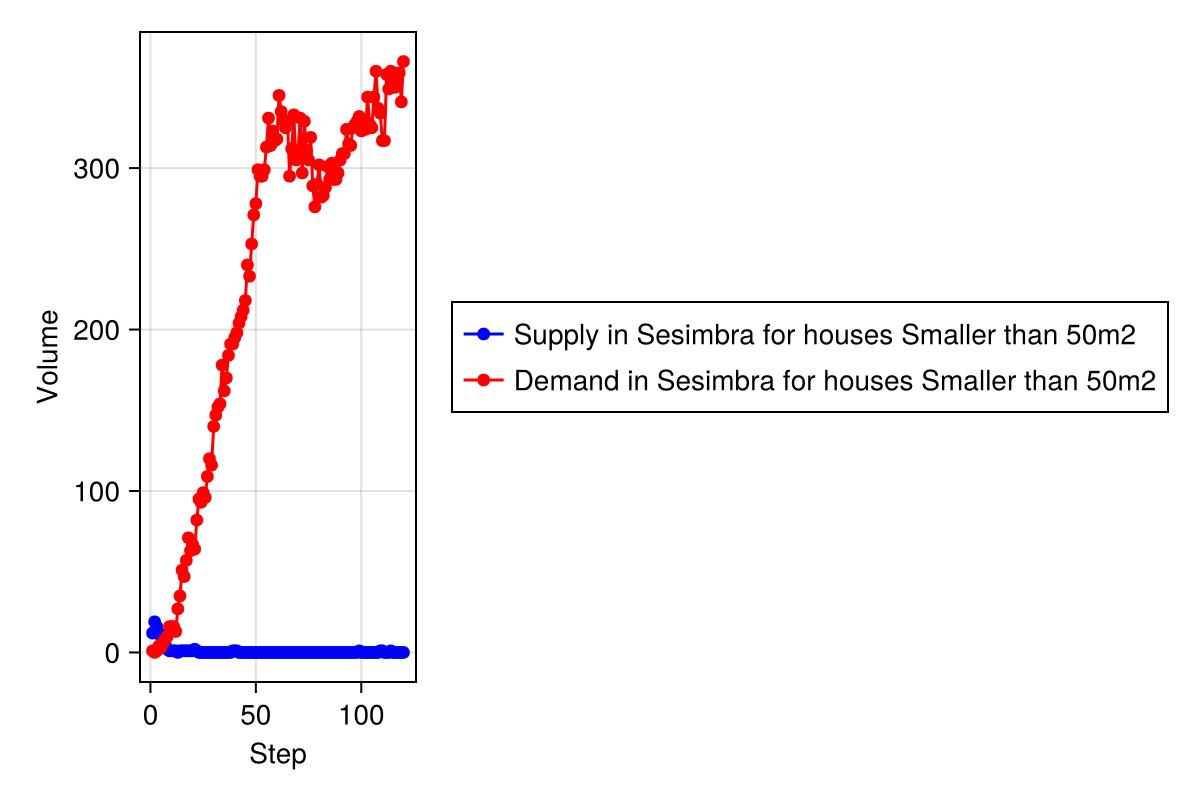 Volume
300
200
100
0
0 50 100
Step
Supply in Sesimbra for houses Smaller than 50m2
Demand in Sesimbra for houses Smaller than 50m2